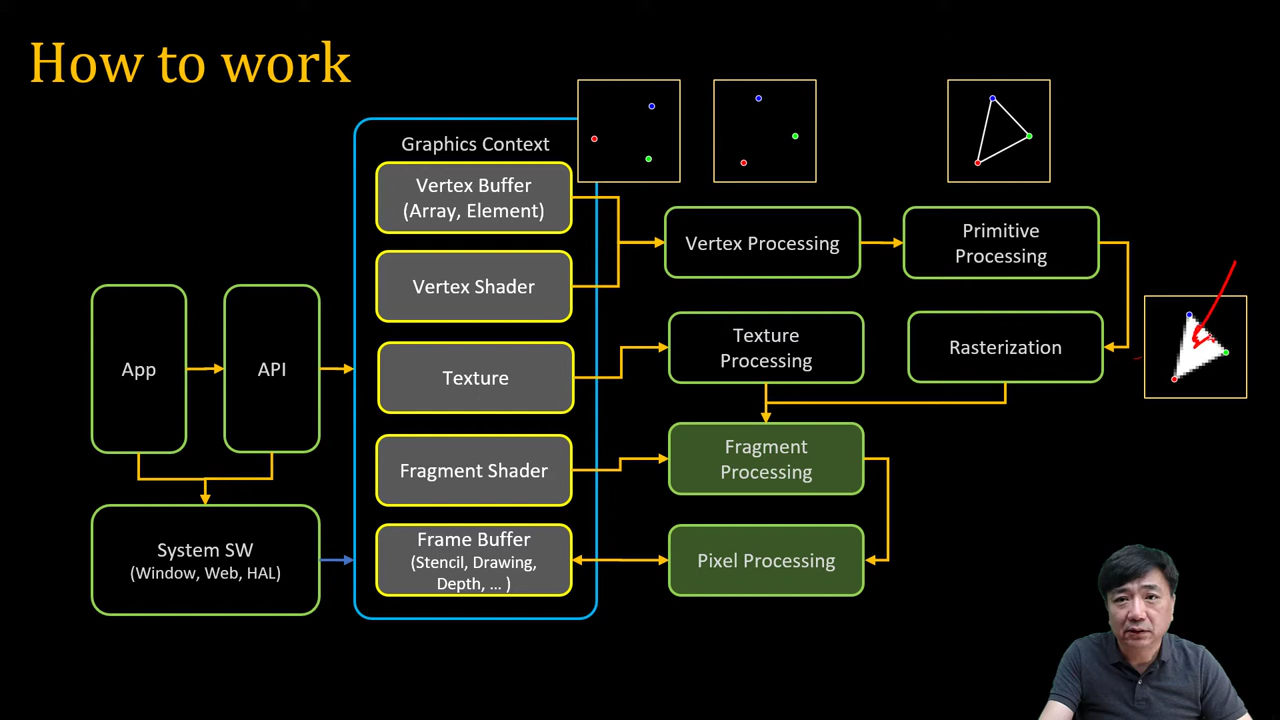 How to work
Graphics Context
Vertex Buffer
(Array, Element)
Vertex Shader
Texture
Fragment Shader
Frame Buffer
(Stencil, Drawing,
Depth, ... )
App
API
System SW
(Window, Web, HAL)
Vertex Processing
Primitive
Processing
Texture
Processing
Rasterization
Fragment
Processing
Pixel Processing